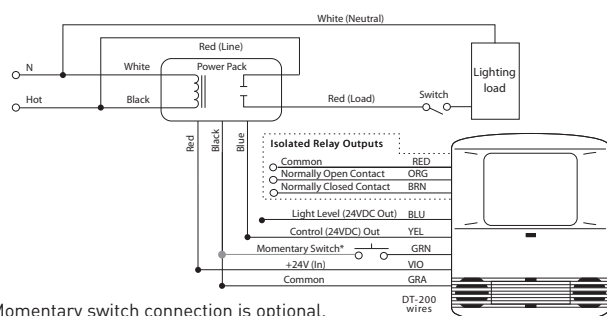 White (Neutral)
Red (Line)
N
White
Power Pack
Hot
Black
Red (Load)
Switch
Lighting
load
Red
Black
Blue
Isolated Relay Outputs
Common RED
Normally Open Contact ORG
Normally Closed Contact BRN
Light Level (24VDC Out) BLU
Control (24VDC) Out YEL
Momentary Switch* GRN
+24V (In) VIO
Common GRA
DT-200
wires
Momentary switch connection is optional.